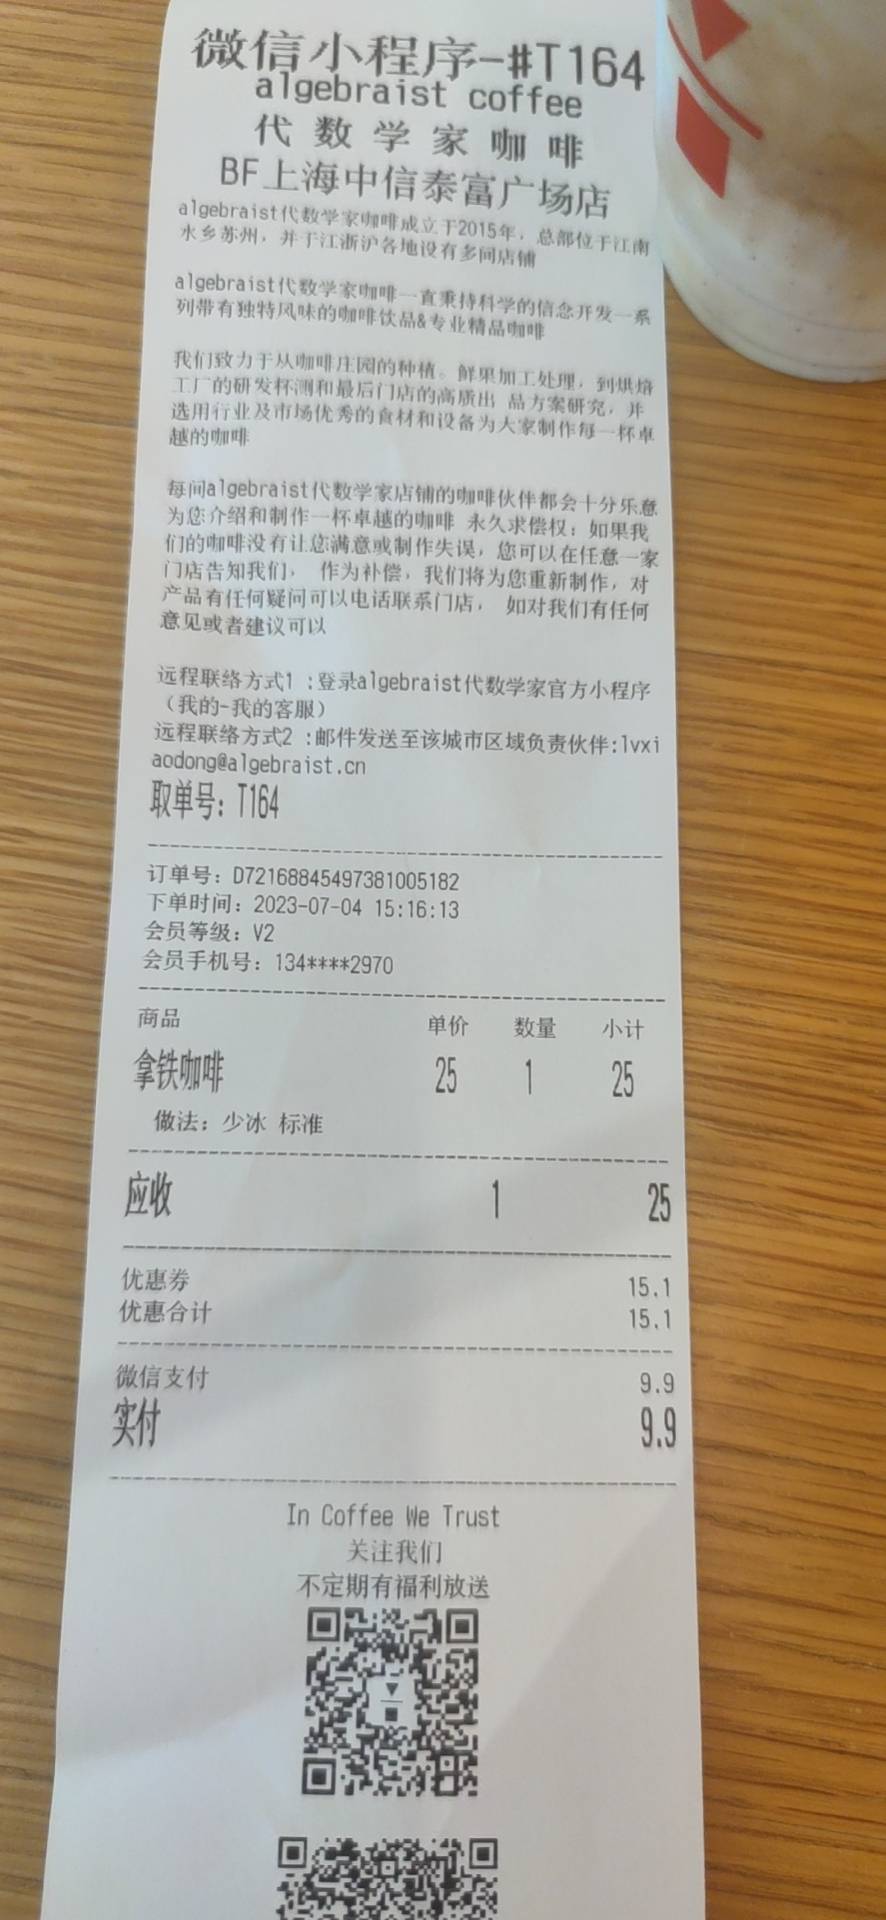 微信小程序-#T164
algebraist coffee
代数学家咖啡
BF上海中信泰富广场店
algebraist代数学家咖啡成立于2015年，总部位于江南
水乡苏州，并于江浙沪各地设有多间店铺
algebraist代数学家咖啡一直秉持科学的信念开发一系
列带有独特风味的咖啡饮品&专业精品咖啡
我们致力于从咖啡庄园的种植。鲜果加工处理，到烘焙
工厂的研发杯测和最后门店的高质出 品方案研究，并
选用行业及市场优秀的食材和设备为大家制作每一杯卓
越的咖啡
每间algebraist代数学家店铺的咖啡伙伴都会十分乐意
为您介绍和制作一杯卓越的咖啡 永久求偿权：如果我
们的咖啡没有让您满意或制作失误，您可以在任意一家
门店告知我们， 作为补偿，我们将为您重新制作，对
产品有任何疑问可以电话联系门店， 如对我们有任何
意见或者建议可以
远程联络方式1 :登录algebraist代数学家官方小程序
（我的-我的客服）
远程联络方式2 :邮件发送至该城市区域负责伙伴:lvxi
aodong@algebraist.cn
取单号：T164
订单号：D72168845497381005182
下单时间：2023-07-04 15:16:13
会员等级：V2
会员手机号：134****2970
商品 单价 数量 小计
拿铁咖啡 25 1 25
做法：少冰 标准
应收 1 25
优惠券 15.1
优惠合计 15.1
微信支付 9.9
实付 9.9
In Coffee We Trust
关注我们
不定期有福利放送